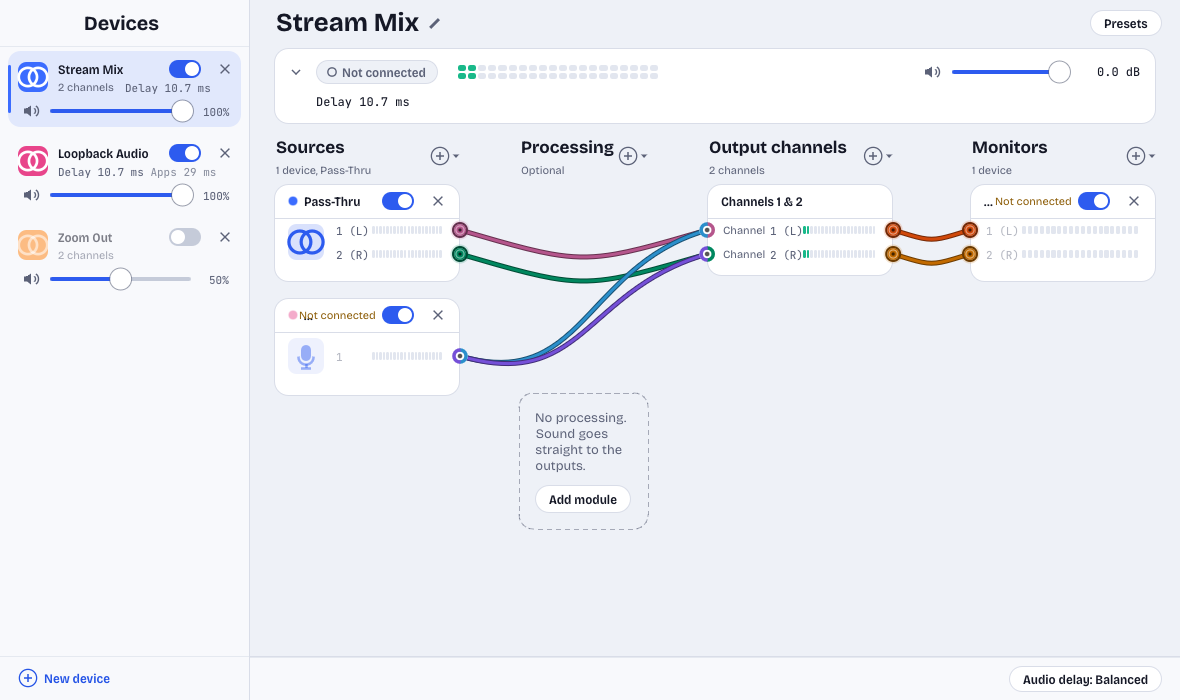 Devices
Stream Mix
2 channels Delay 10.7 ms
100%
Loopback Audio
Delay 10.7 ms Apps 29 ms
100%
Zoom Out
2 channels
50%
New device
Stream Mix
Presets
Not connected
0.0 dB
Delay 10.7 ms
Sources
1 device, Pass-Thru
Processing
Optional
Output channels
2 channels
Monitors
1 device
Pass-Thru
1 (L)
2 (R)
Not connected
1
Channels 1 & 2
Channel 1 (L)
Channel 2 (R)
... Not connected
1 (L)
2 (R)
No processing.
Sound goes
straight to the
outputs.
Add module
Audio delay: Balanced